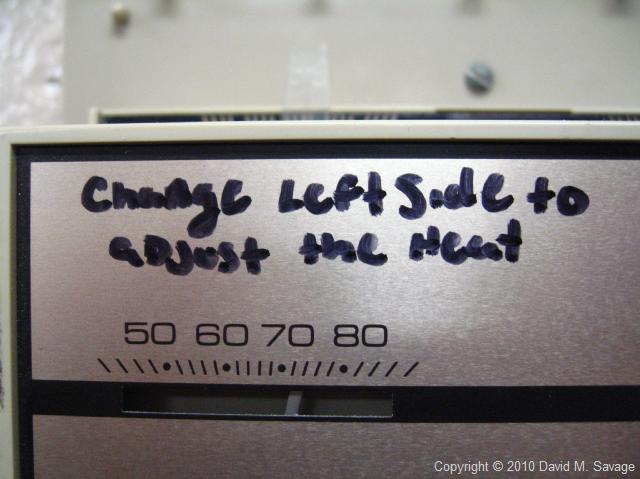 Change Left Side to
aDJust the Heat
50 60 70 80
Copyright © 2010 David M. Savage